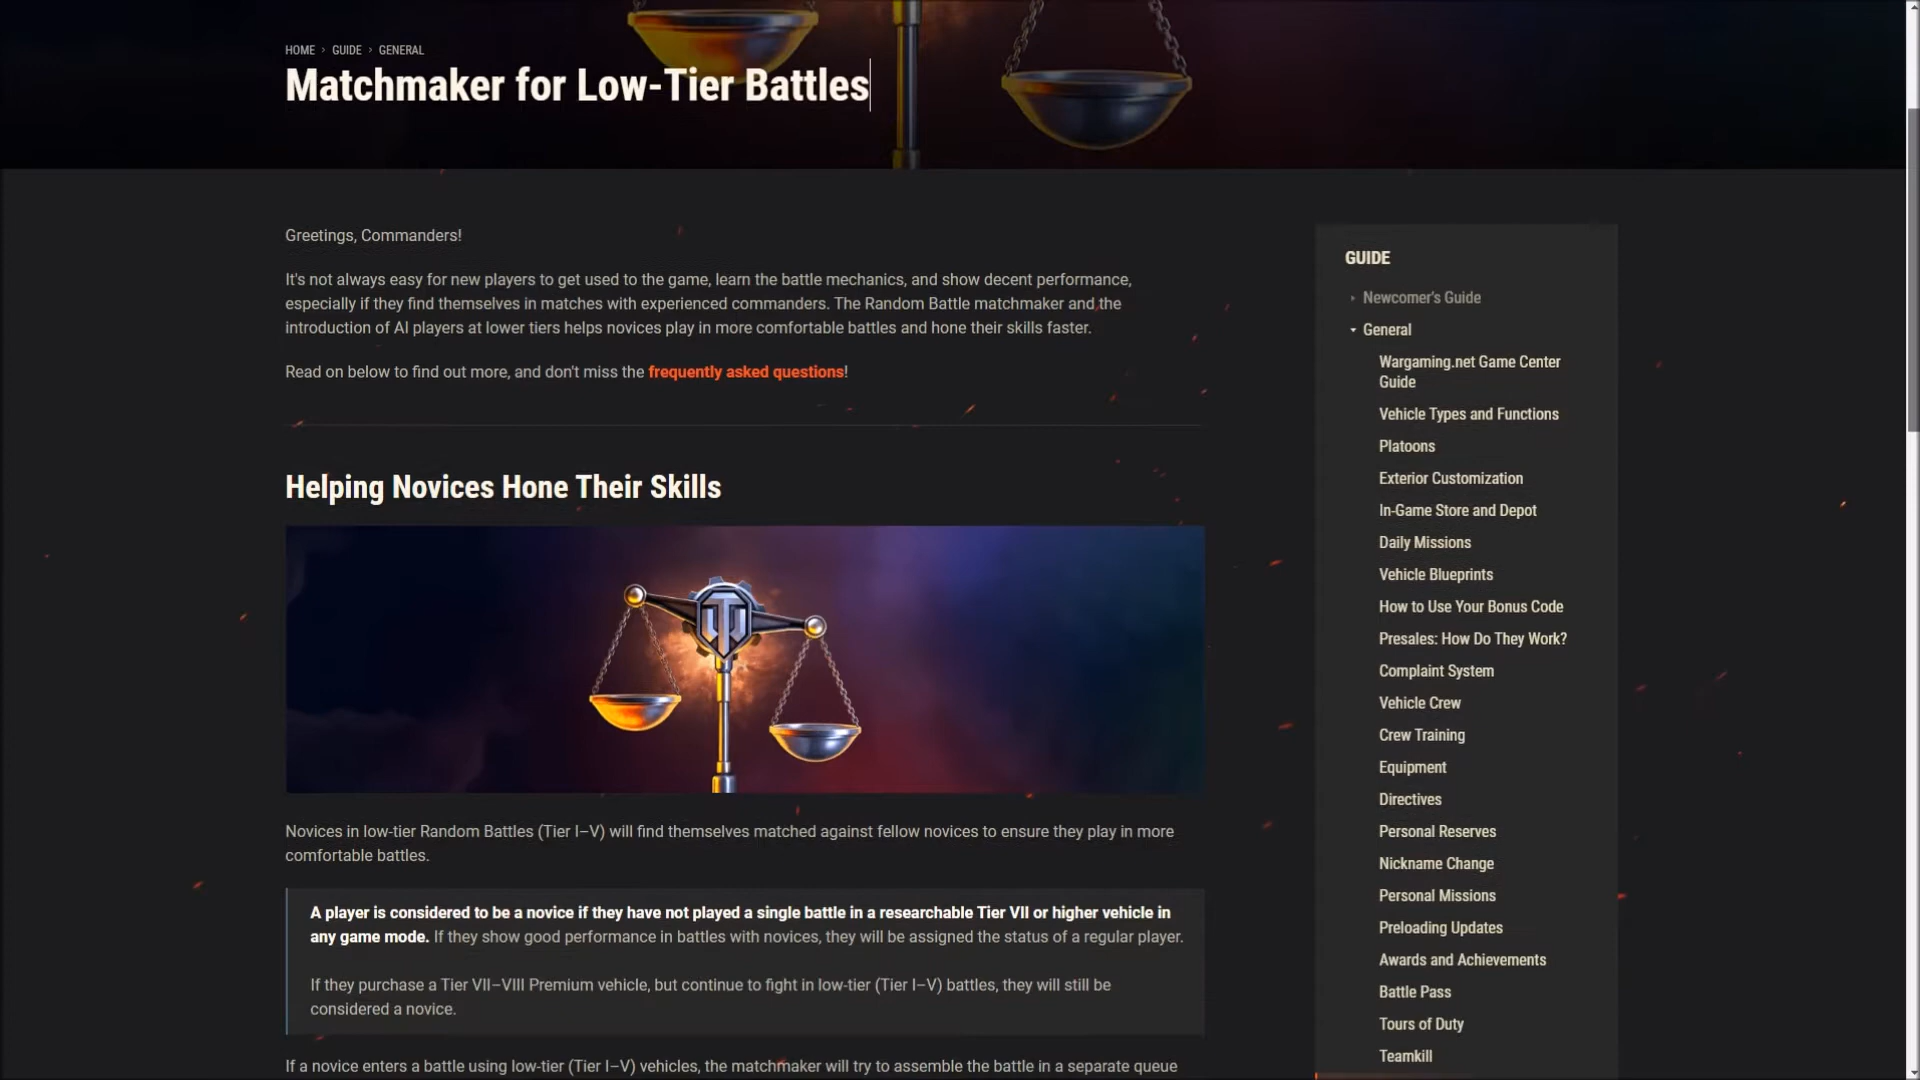 HOME › GUIDE › GENERAL
Matchmaker for Low-Tier Battles
Greetings, Commanders!
It's not always easy for new players to get used to the game, learn the battle mechanics, and show decent performance,
especially if they find themselves in matches with experienced commanders. The Random Battle matchmaker and the
introduction of AI players at lower tiers helps novices play in more comfortable battles and hone their skills faster.
Read on below to find out more, and don't miss the frequently asked questions!
Helping Novices Hone Their Skills
Novices in low-tier Random Battles (Tier I–V) will find themselves matched against fellow novices to ensure they play in more
comfortable battles.
A player is considered to be a novice if they have not played a single battle in a researchable Tier VII or higher vehicle in
any game mode. If they show good performance in battles with novices, they will be assigned the status of a regular player.
If they purchase a Tier VII–VIII Premium vehicle, but continue to fight in low-tier (Tier I–V) battles, they will still be
considered a novice.
If a novice enters a battle using low-tier (Tier I–V) vehicles, the matchmaker will try to assemble the battle in a separate queue
GUIDE
Newcomer's Guide
General
Wargaming.net Game Center
Guide
Vehicle Types and Functions
Platoons
Exterior Customization
In-Game Store and Depot
Daily Missions
Vehicle Blueprints
How to Use Your Bonus Code
Presales: How Do They Work?
Complaint System
Vehicle Crew
Crew Training
Equipment
Directives
Personal Reserves
Nickname Change
Personal Missions
Preloading Updates
Awards and Achievements
Battle Pass
Tours of Duty
Teamkill